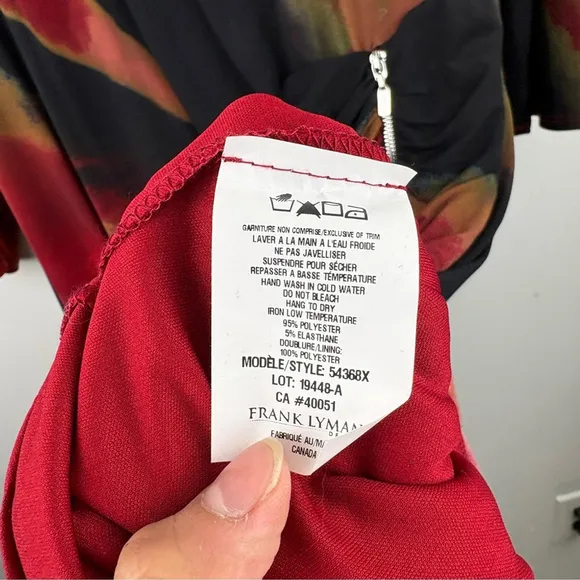 GARNITURE NON COMPRISE/EXCLUSIVE OF TRIM
LAVER A LA MAIN A L'EAU FROIDE
NE PAS JAVELLISER
SUSPENDRE POUR SÉCHER
REPASSER A BASSE TEMPÉRATURE
HAND WASH IN COLD WATER
DO NOT BLEACH
HANG TO DRY
IRON LOW TEMPERATURE
95% POLYESTER
5% ELASTHANE
DOUBLURE/LINING:
100% POLYESTER
MODÈLE/STYLE: 54368X
LOT: 19448-A
CA #40051
FRANK LYMAN
FABRIQUÉ AU/M/
CANADA